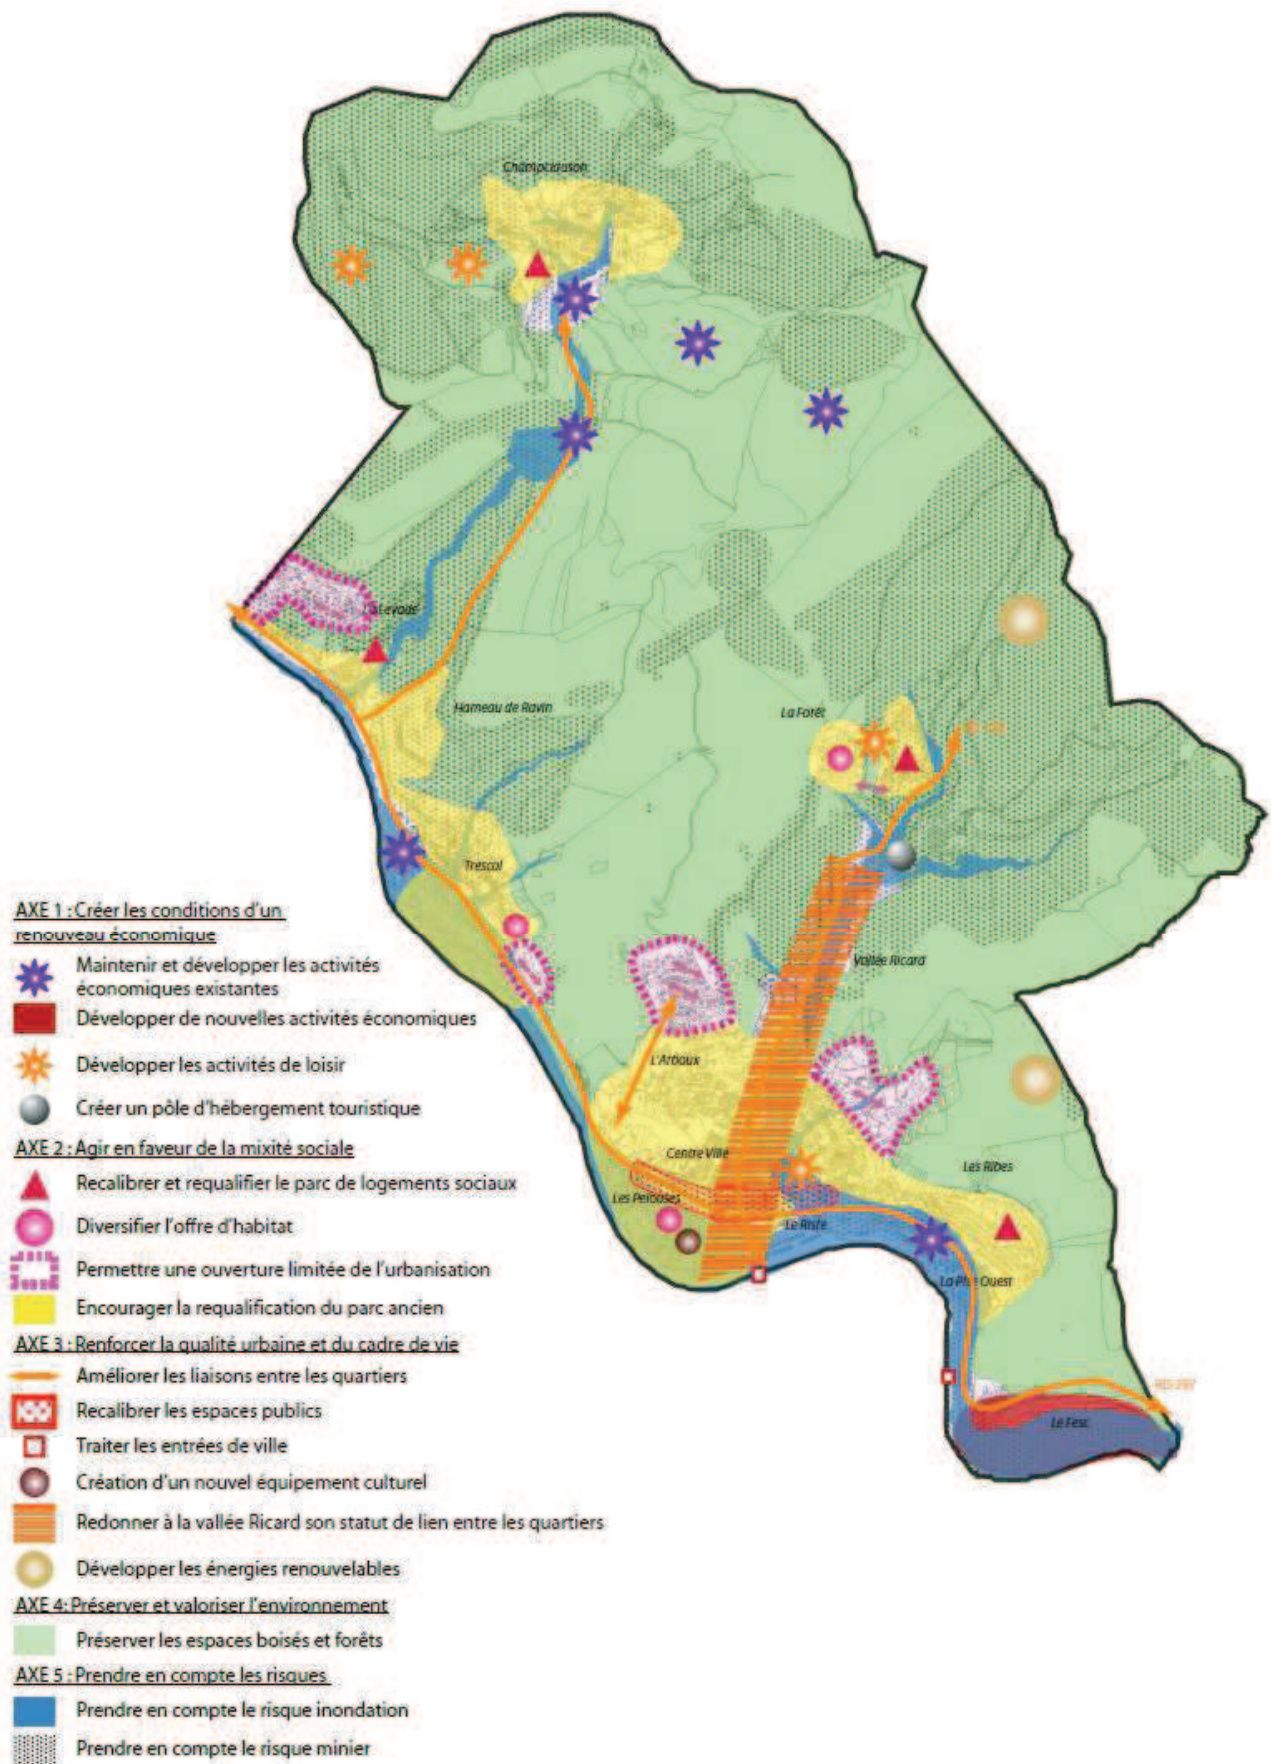 Champclauson
La Levade
Hameau de Ravin
La Forêt
Trescol
Vallée Ricard
L'Arboux
Centre Ville
Les Ribes
Les Pelouses
Le Riste
Ouest
Le Fesc
AXE 1 : Créer les conditions d'un
renouveau économique
Maintenir et développer les activités
économiques existantes
Développer de nouvelles activités économiques
Développer les activités de loisir
Créer un pôle d'hébergement touristique
AXE 2 : Agir en faveur de la mixité sociale
Recalibrer et requalifier le parc de logements sociaux
Diversifier l'offre d'habitat
Permettre une ouverture limitée de l'urbanisation
Encourager la requalification du parc ancien
AXE 3 : Renforcer la qualité urbaine et du cadre de vie
Améliorer les liaisons entre les quartiers
Recalibrer les espaces publics
Traiter les entrées de ville
Création d'un nouvel équipement culturel
Redonner à la vallée Ricard son statut de lien entre les quartiers
Développer les énergies renouvelables
AXE 4: Préserver et valoriser l'environnement
Préserver les espaces boisés et forêts
AXE 5 : Prendre en compte les risques
Prendre en compte le risque inondation
Prendre en compte le risque minier